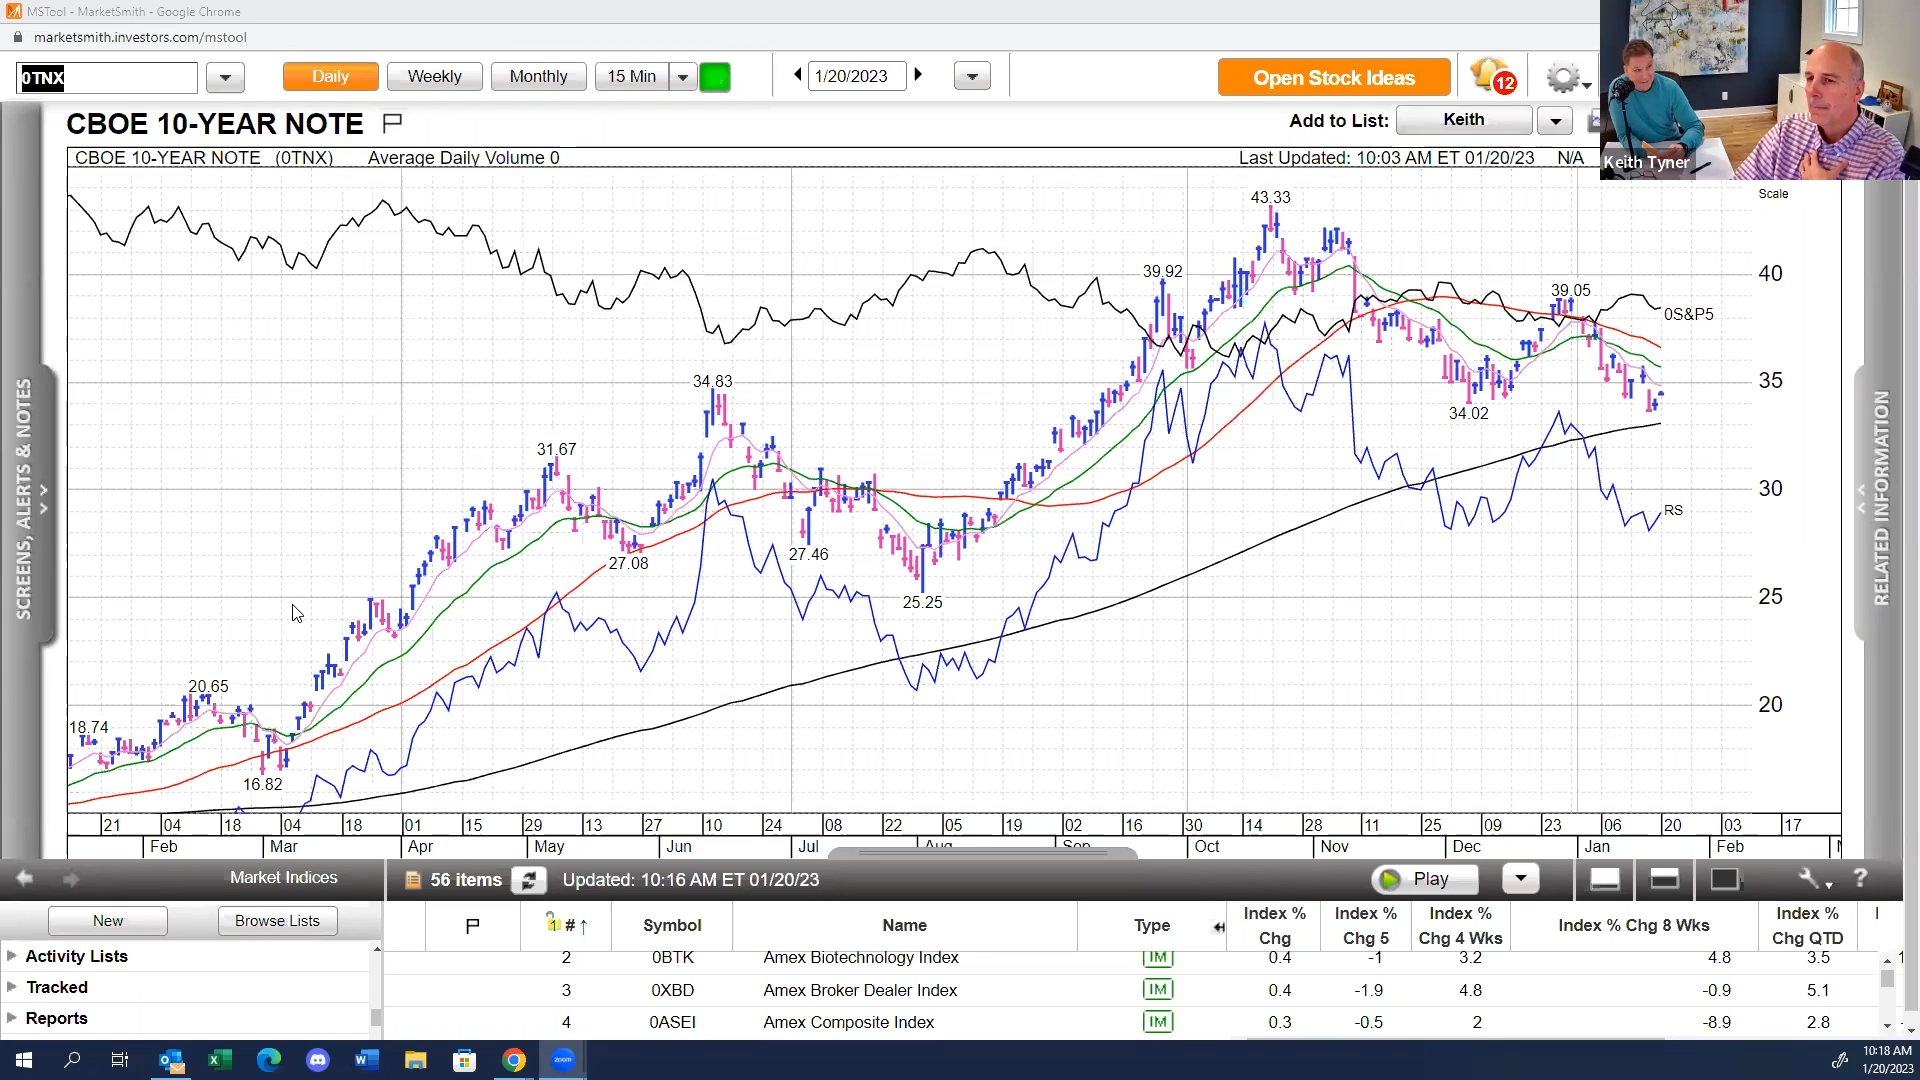 MSTool - MarketSmith - Google Chrome
marketsmith.investors.com/mstool
0TNX
Daily
Weekly
Monthly
15 Min
1/20/2023
Open Stock Ideas
12
CBOE 10-YEAR NOTE
Add to List:
Keith
Keith Tyner
CBOE 10-YEAR NOTE (0TNX) Average Daily Volume 0
Last Updated: 10:03 AM ET 01/20/23 N/A
Scale
43.33
39.92
40
39.05
0S&P5
34.83
35
34.02
31.67
30
RS
27.46
27.08
25.25
25
20.65
20
18.74
16.82
SCREENS, ALERTS & NOTES
RELATED INFORMATION
21 04 18 04 18 01 15 29 13 27 10 24 08 22 05 19 02 16 30 14 28 11 25 09 23 06 20 03 17
Feb Mar Apr May Jun Jul Aug Sep Oct Nov Dec Jan Feb
Market Indices
56 items
Updated: 10:16 AM ET 01/20/23
Play
?
New
Browse Lists
Activity Lists
Tracked
Reports
# Symbol Name Type Index % Chg Index % Chg 5 Index % Chg 4 Wks Index % Chg 8 Wks Index % Chg QTD
2 0BTK Amex Biotechnology Index IM 0.4 -1 3.2 4.8 3.5
3 0XBD Amex Broker Dealer Index IM 0.4 -1.9 4.8 -0.9 5.1
4 0ASEI Amex Composite Index IM 0.3 -0.5 2 -8.9 2.8
zoom
10:18 AM
1/20/2023